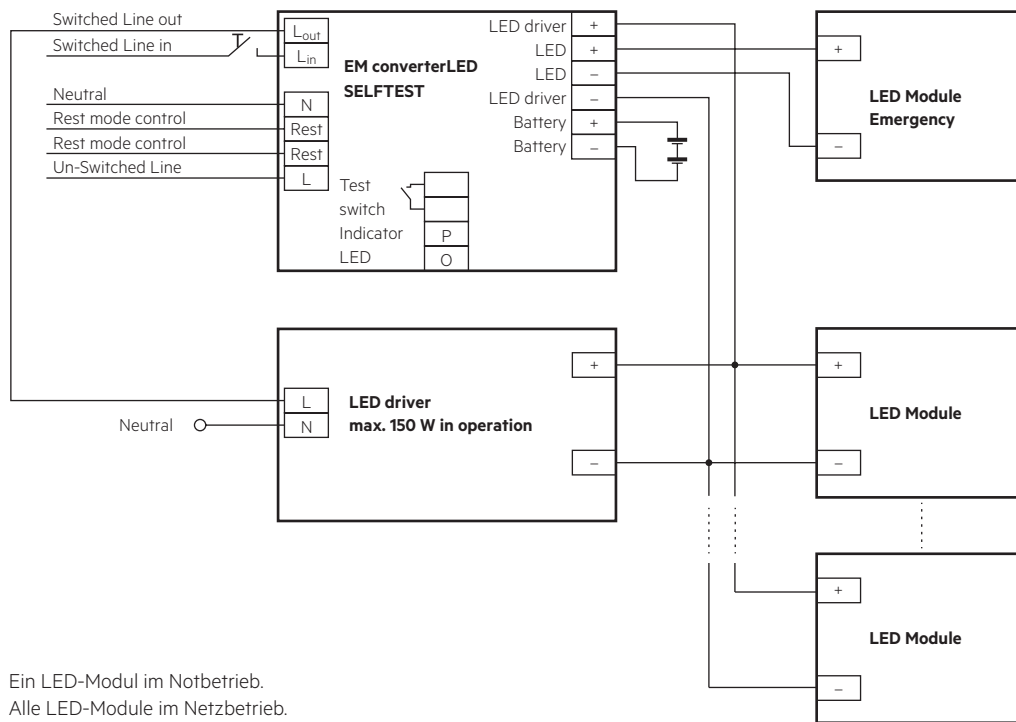 Switched Line out
Switched Line in
Neutral
Rest mode control
Rest mode control
Un-Switched Line
Lout
Lin
N
Rest
Rest
L
EM converterLED
SELFTEST
Test
switch
Indicator
LED
P
O
LED driver +
LED +
LED –
LED driver –
Battery +
Battery –
+
–
LED Module
Emergency
Neutral
L
N
LED driver
max. 150 W in operation
+
–
+
–
LED Module
+
–
LED Module
Ein LED-Modul im Notbetrieb.
Alle LED-Module im Netzbetrieb.